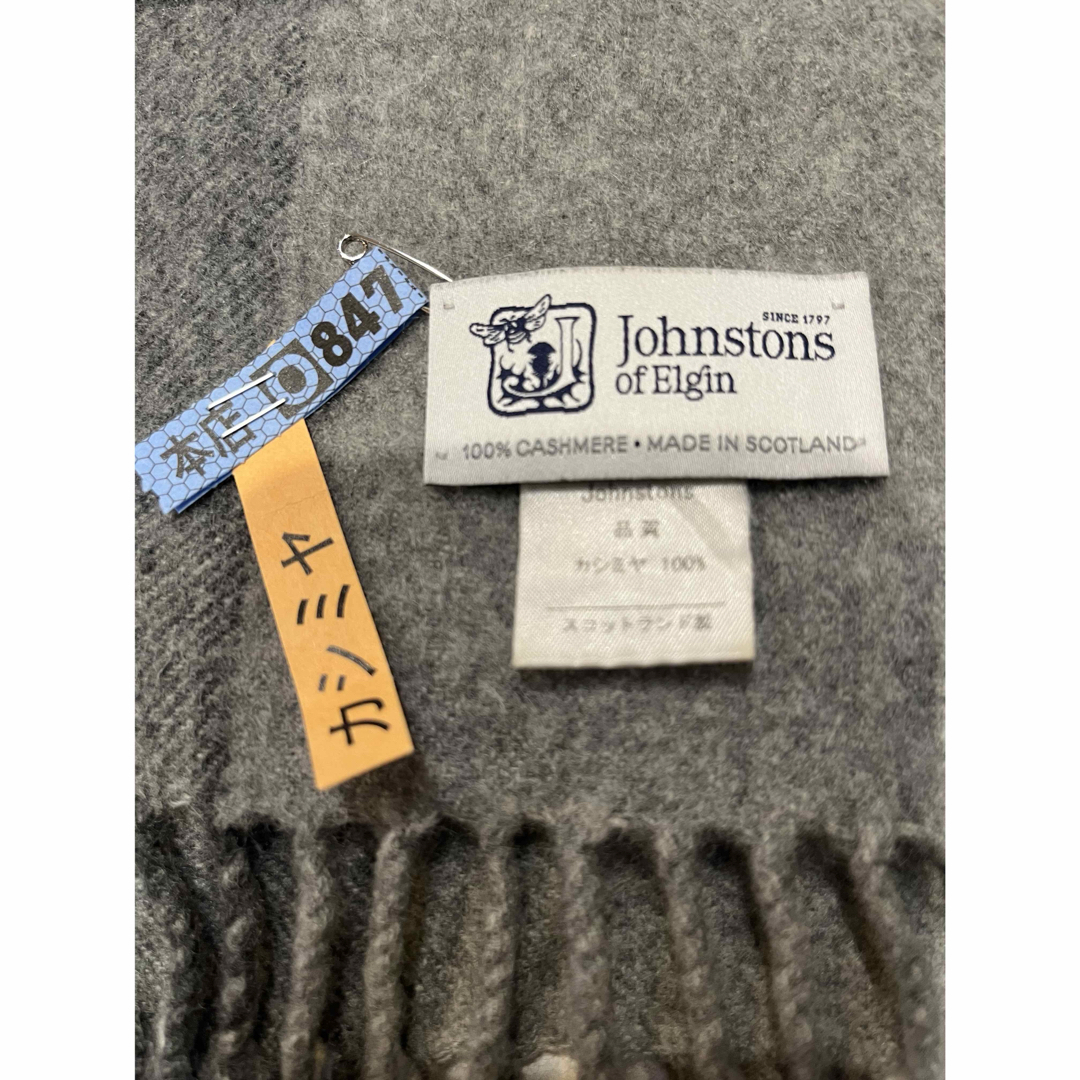 本店 847
カシミヤ
SINCE 1797
Johnstons
of Elgin
100% CASHMERE • MADE IN SCOTLAND
Johnstons
品質
カシミヤ 100%
スコットランド製